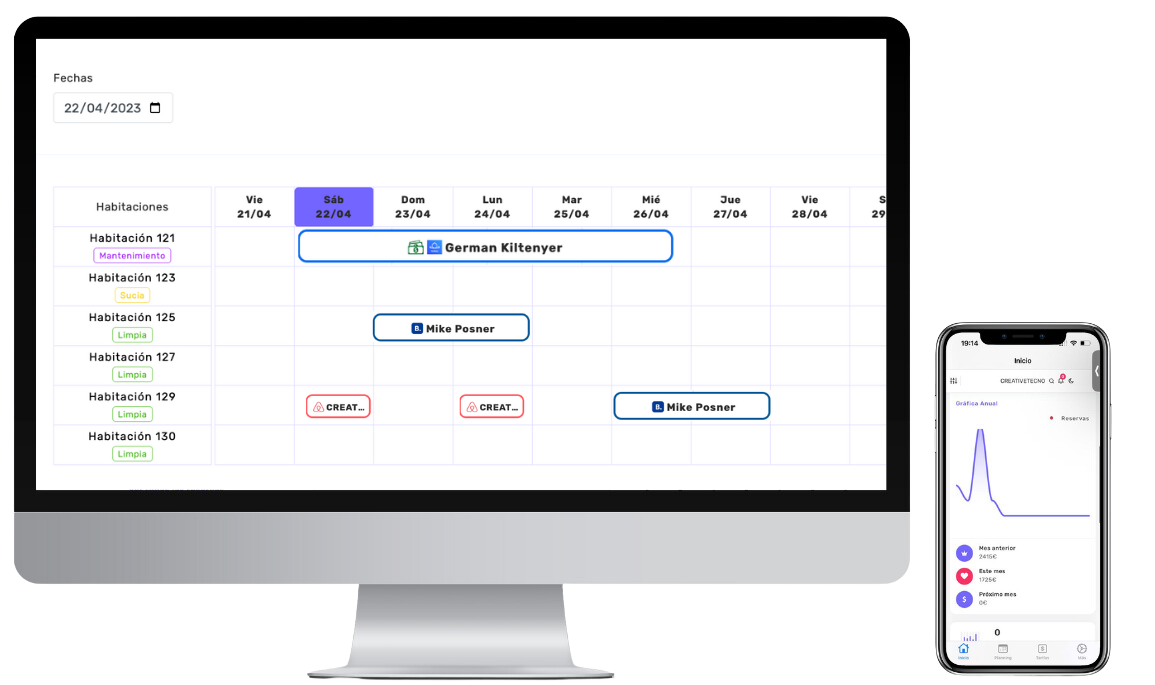 Fechas
22/04/2023
Habitaciones
Vie
21/04
Sáb
22/04
Dom
23/04
Lun
24/04
Mar
25/04
Mié
26/04
Jue
27/04
Vie
28/04
S
29
Habitación 121
Mantenimiento
German Kiltenyer
Habitación 123
Sucia
Habitación 125
Limpia
B. Mike Posner
Habitación 127
Limpia
Habitación 129
Limpia
CREAT...
CREAT...
B. Mike Posner
Habitación 130
Limpia
19:14
Inicio
CREATIVETECNO
Gráfica Anual
Reservas
Mes anterior
2415€
Este mes
1725€
Próximo mes
0€
0
Inicio
Planning